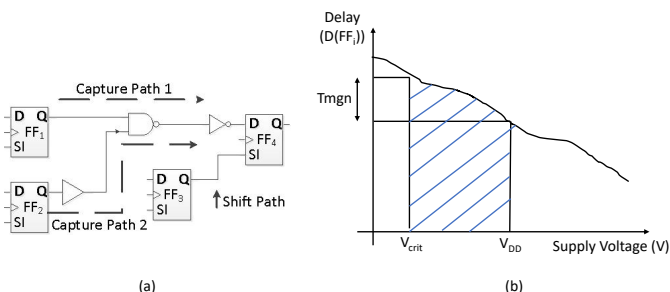 Capture Path 1
D Q
FF1
SI
D Q
FF4
SI
D Q
FF2
SI
D Q
FF3
SI
Shift Path
Capture Path 2
(a)
Delay
(D(FFi))
Tmgn
Vcrit
VDD
Supply Voltage (V)
(b)